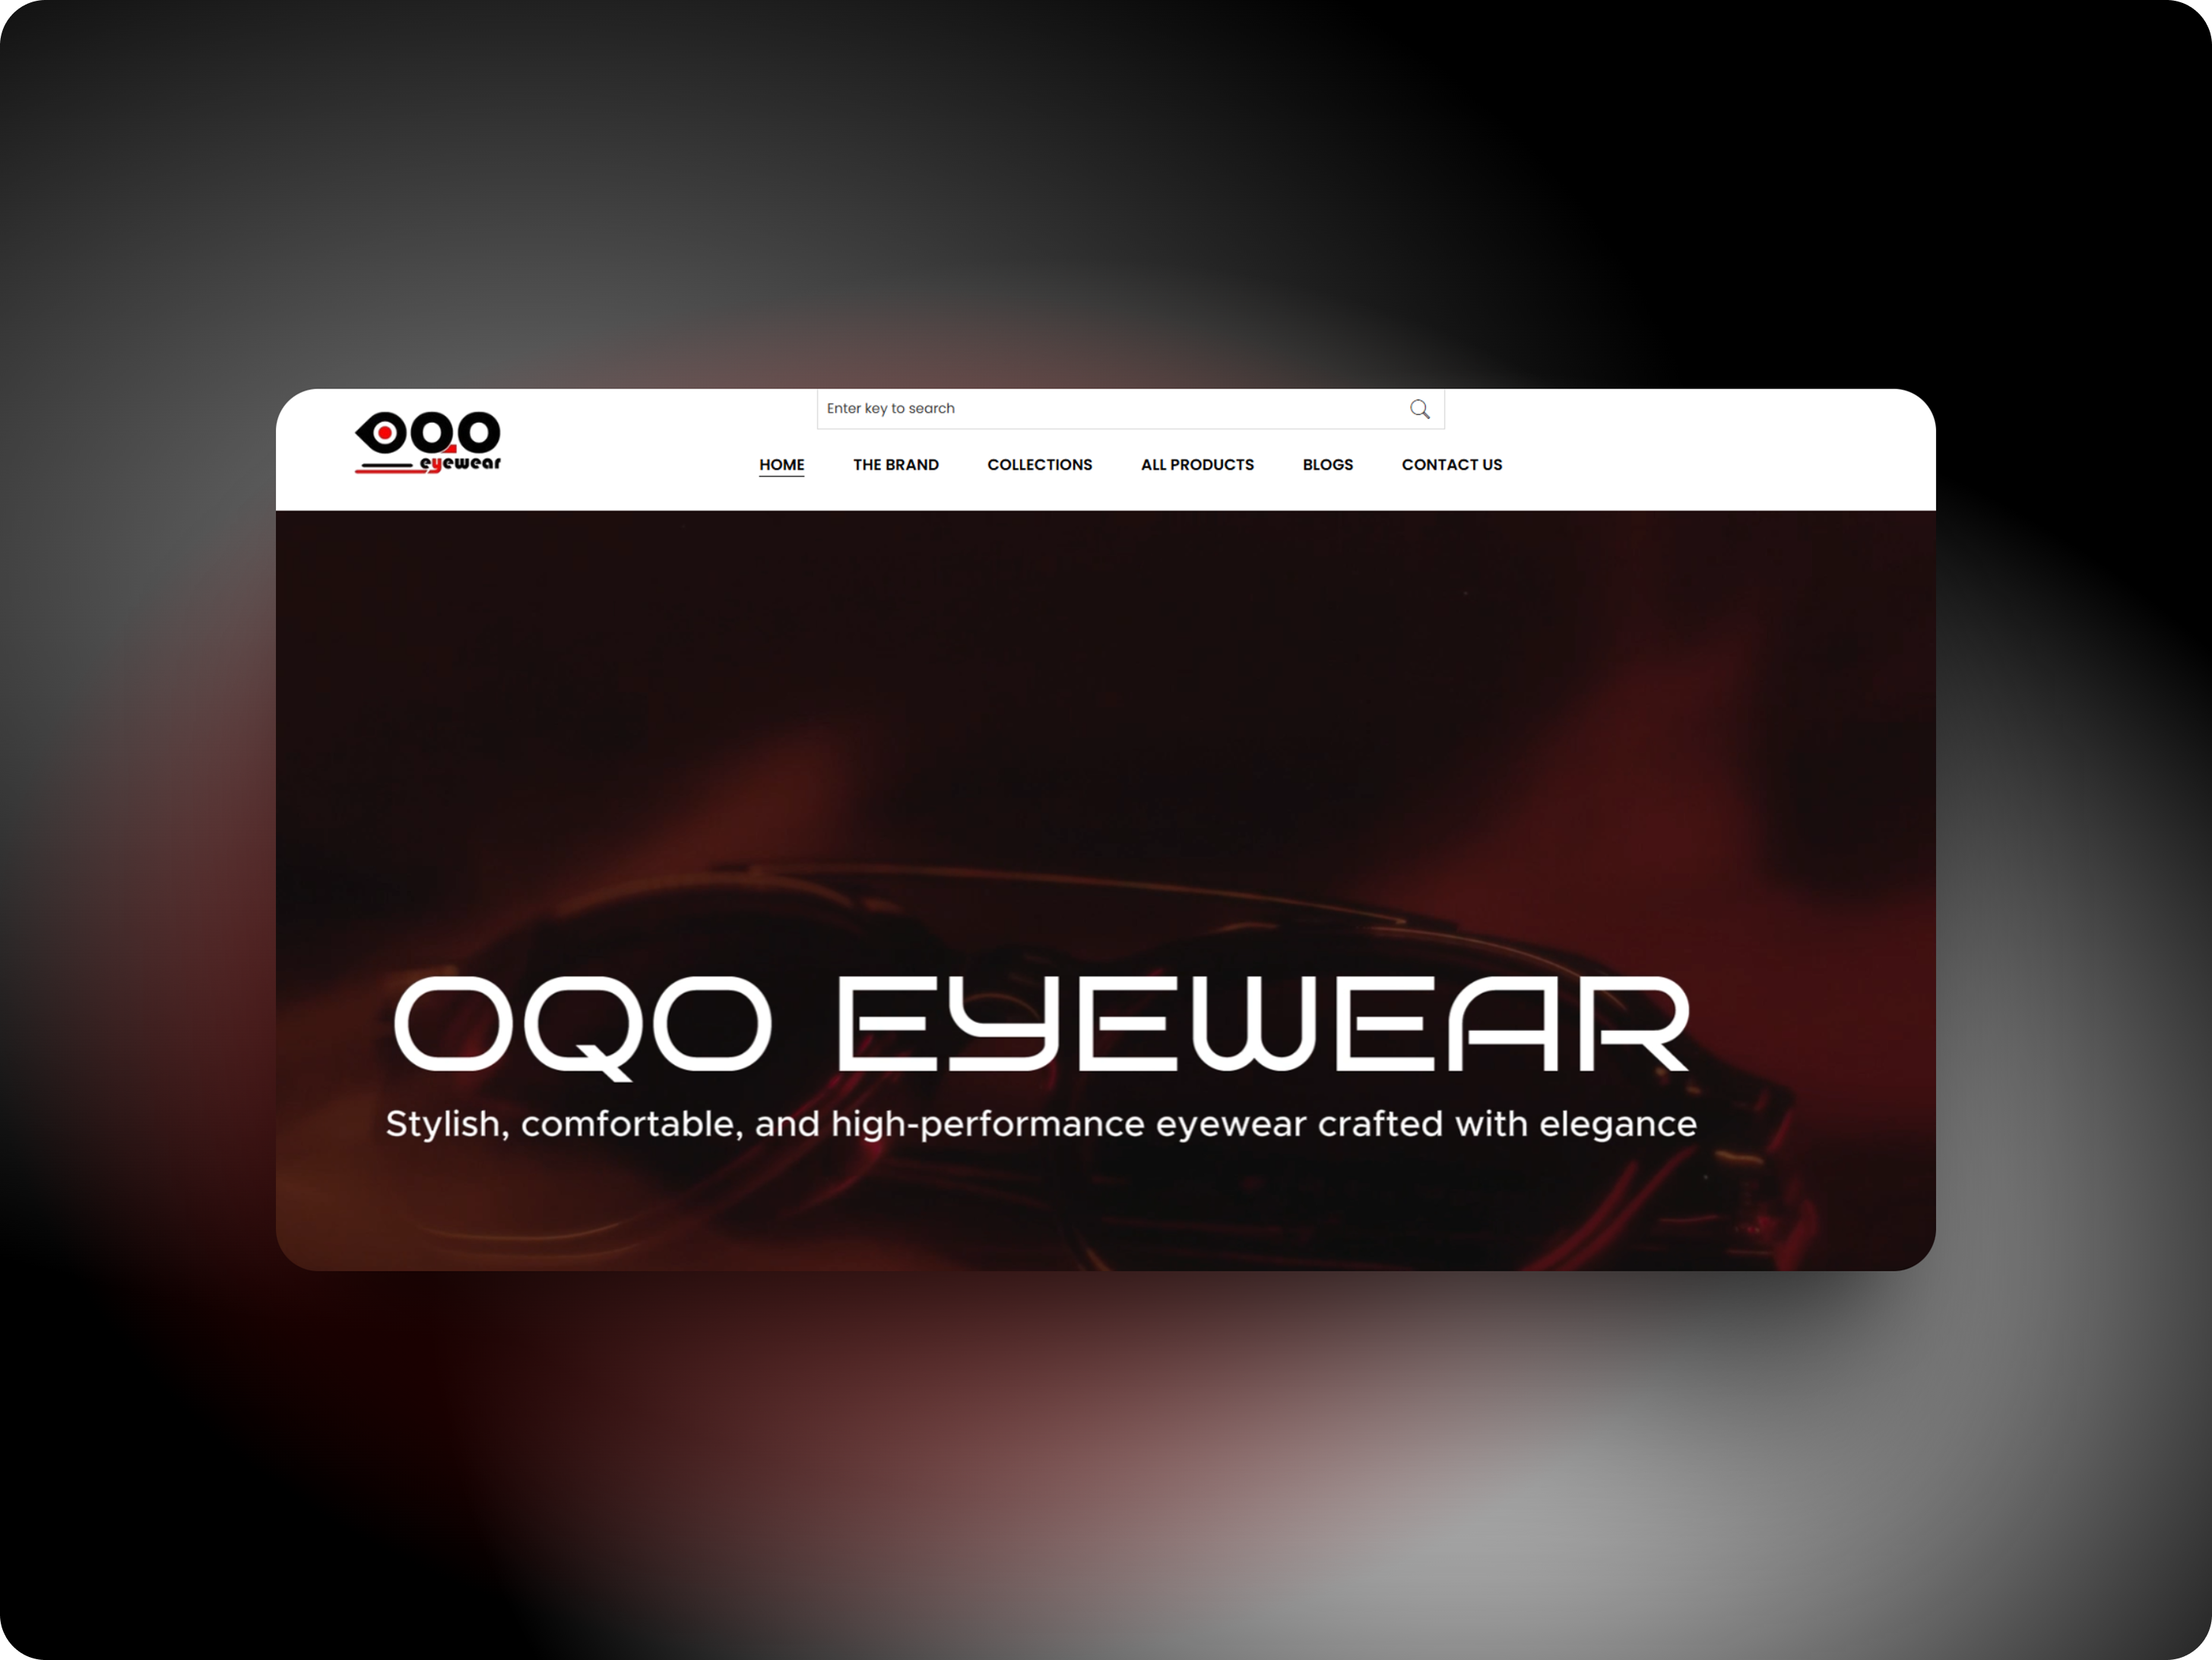 OQO
eyewear
Enter key to search
HOME THE BRAND COLLECTIONS ALL PRODUCTS BLOGS CONTACT US
OQO EYEWEAR
Stylish, comfortable, and high-performance eyewear crafted with elegance